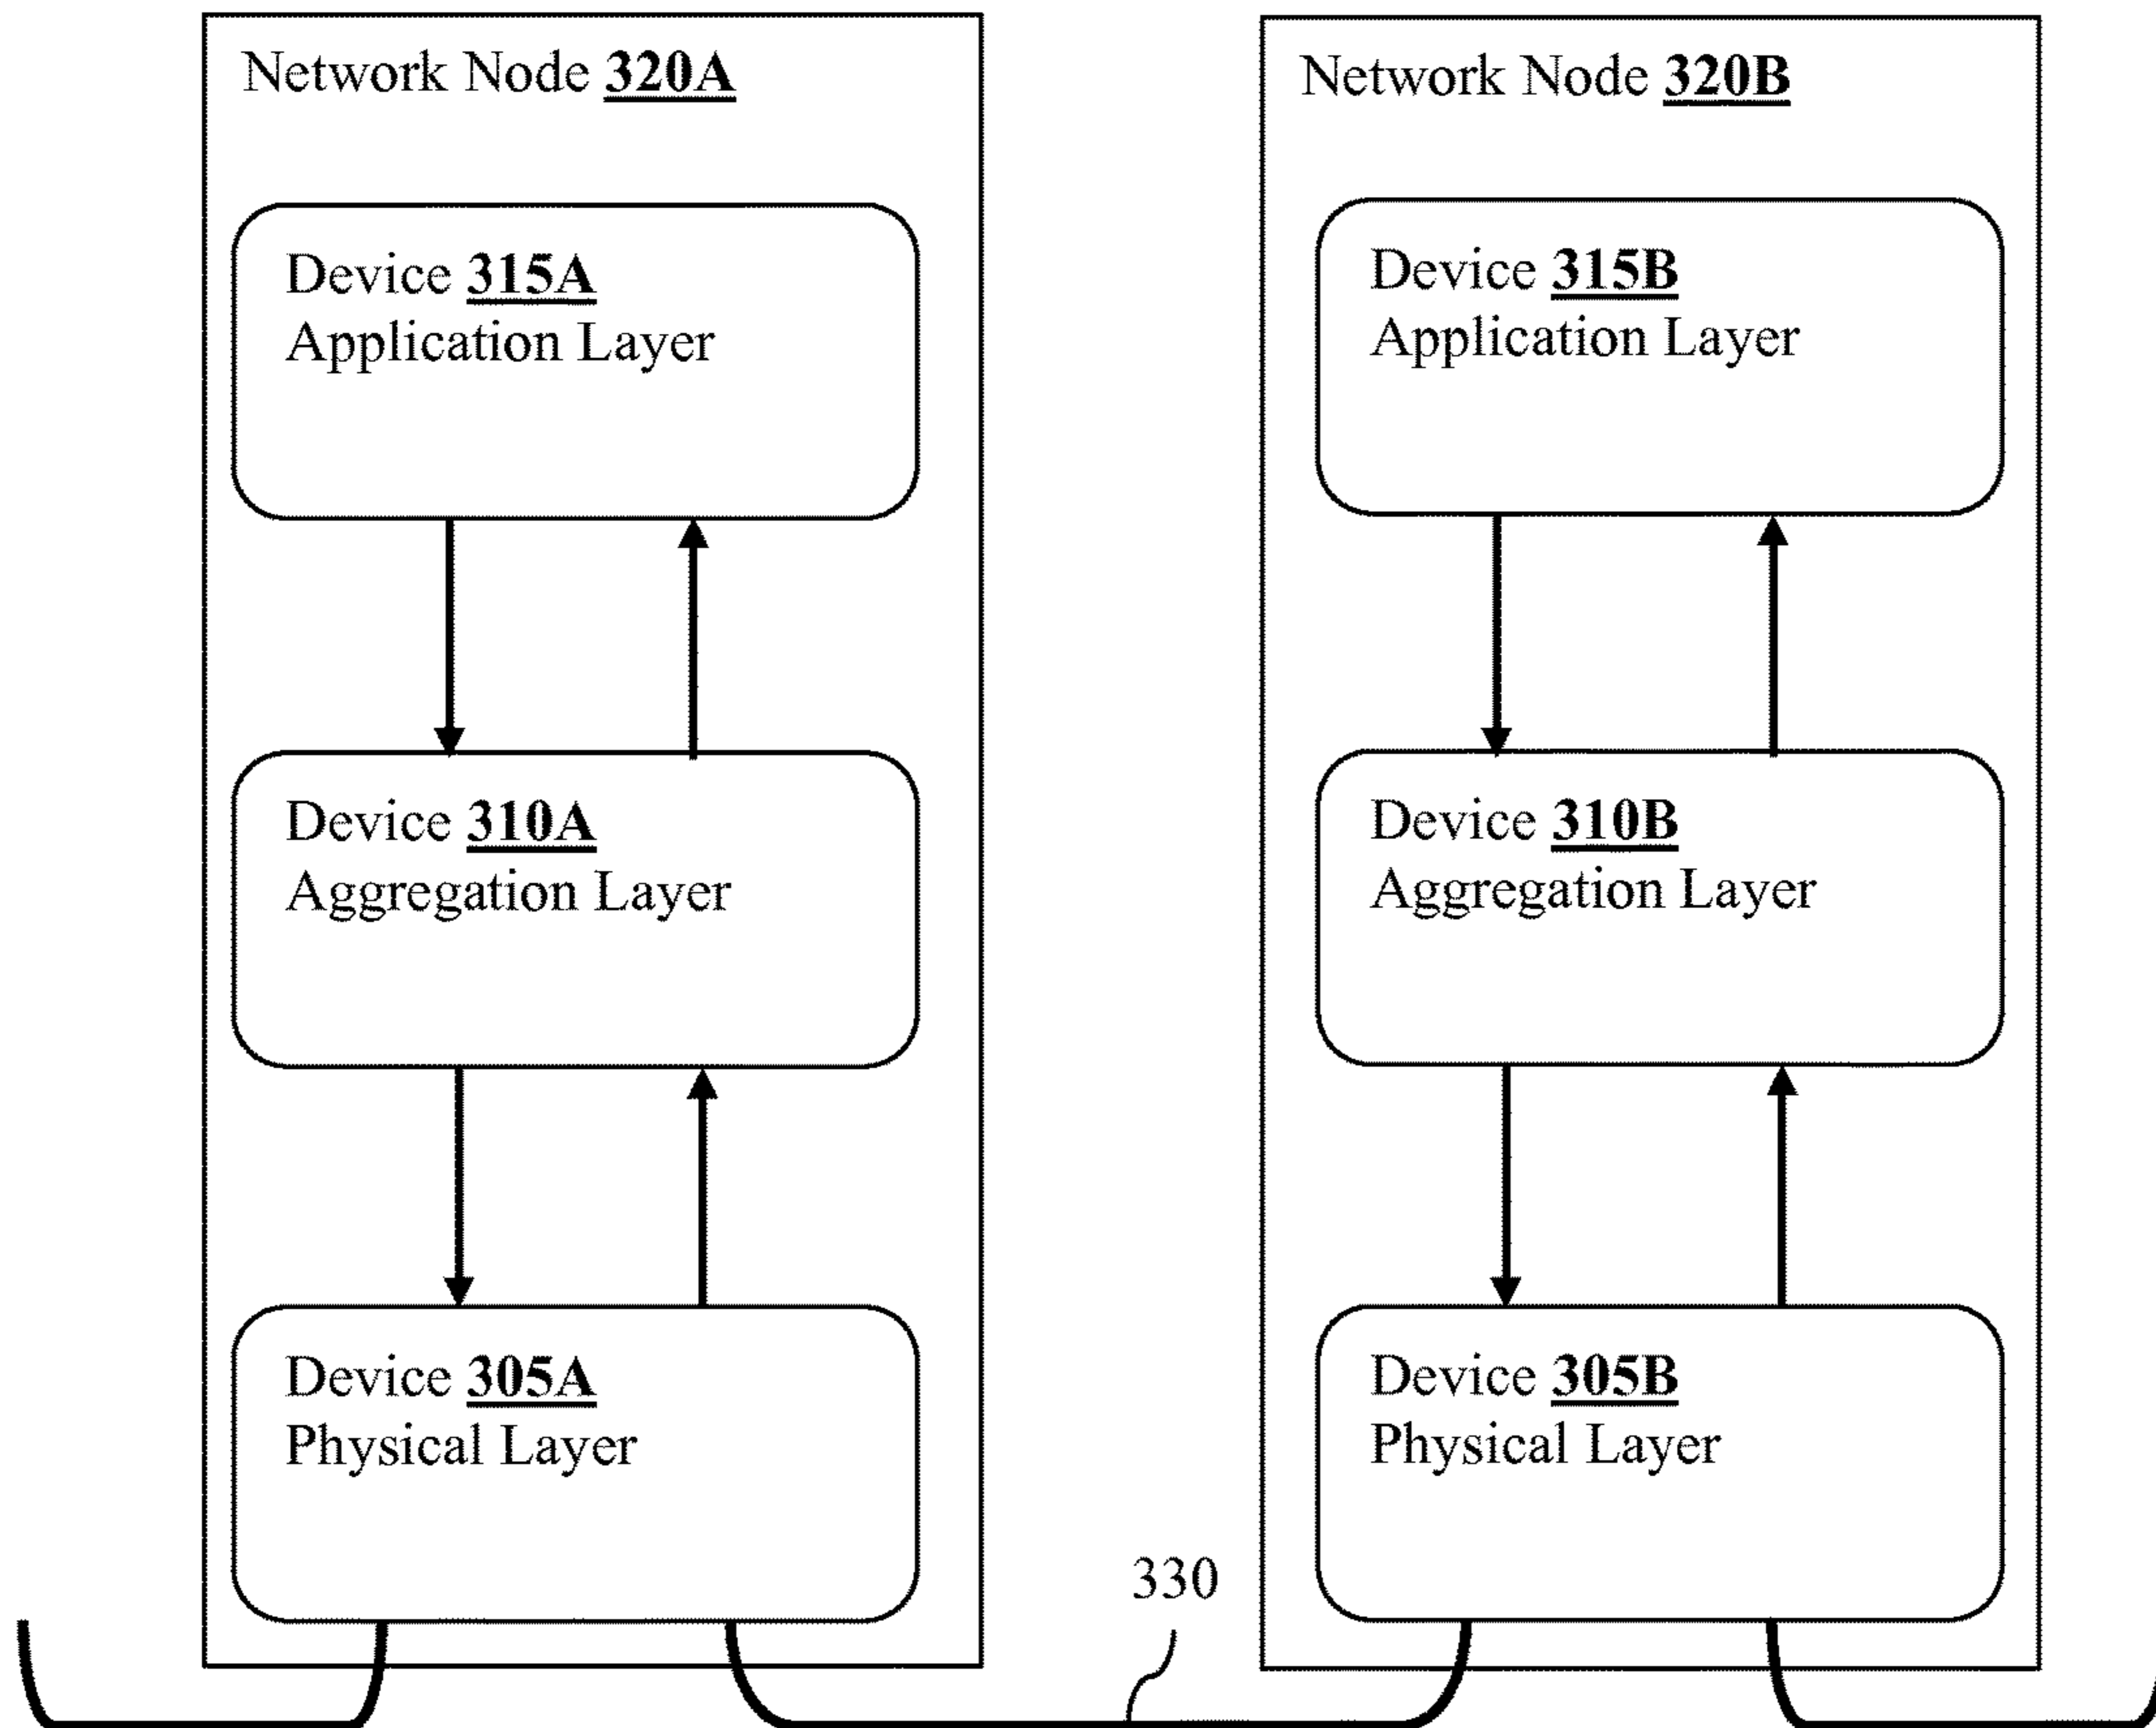 Network Node 320A
Device 315A
Application Layer
Device 310A
Aggregation Layer
Device 305A
Physical Layer
Network Node 320B
Device 315B
Application Layer
Device 310B
Aggregation Layer
Device 305B
Physical Layer
330